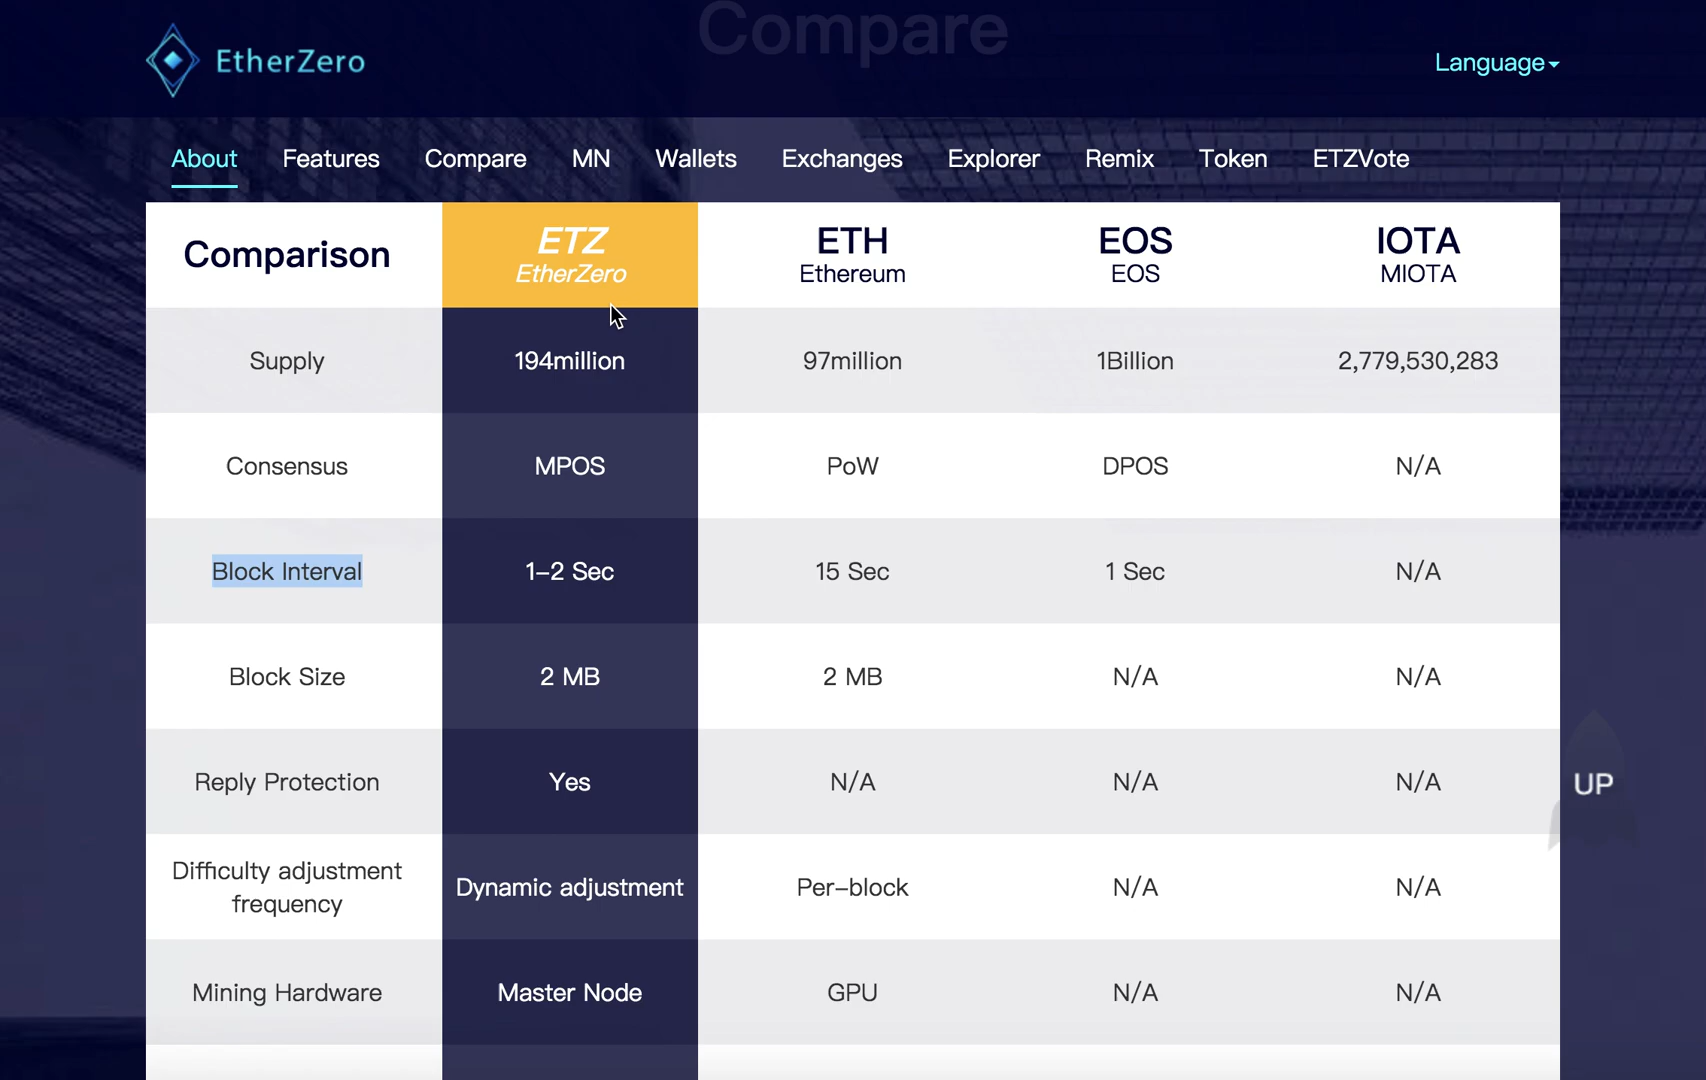 Compare
EtherZero
Language
About Features Compare MN Wallets Exchanges Explorer Remix Token ETZVote
Comparison ETZ ETH EOS IOTA
EtherZero Ethereum EOS MIOTA
Supply 194million 97million 1Billion 2,779,530,283
Consensus MPOS PoW DPOS N/A
Block Interval 1-2 Sec 15 Sec 1 Sec N/A
Block Size 2 MB 2 MB N/A N/A
Reply Protection Yes N/A N/A N/A
UP
Difficulty adjustment
frequency Dynamic adjustment Per-block N/A N/A
Mining Hardware Master Node GPU N/A N/A